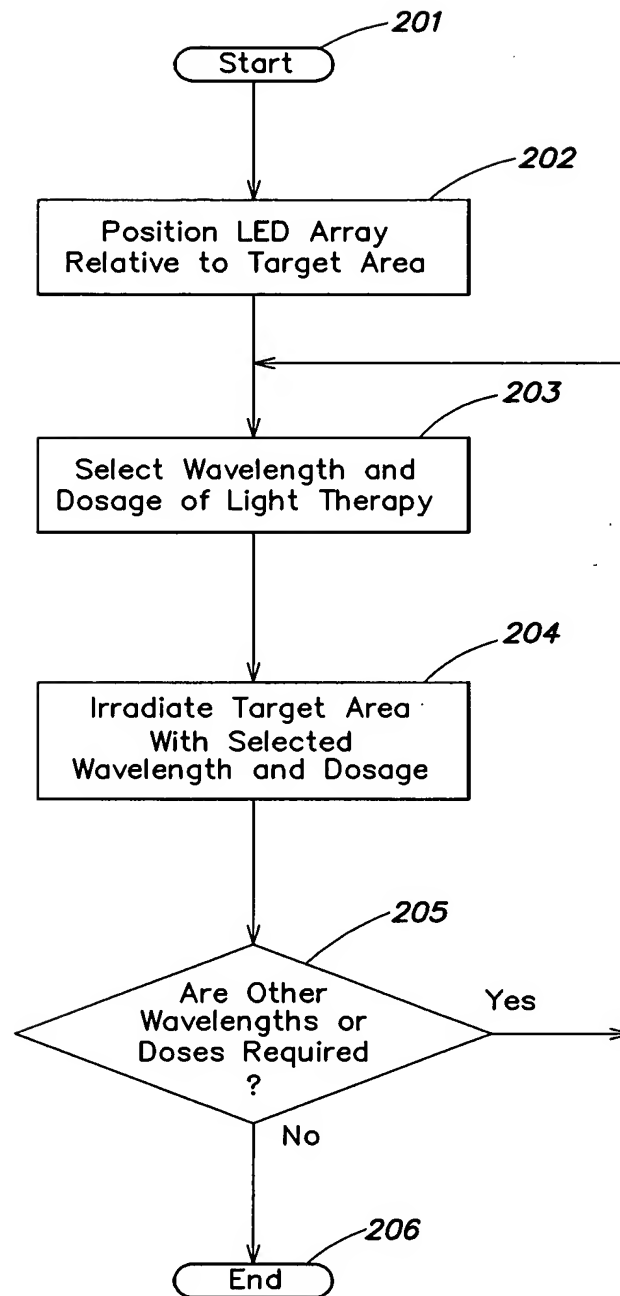 201
Start
202
Position LED Array
Relative to Target Area
203
Select Wavelength and
Dosage of Light Therapy
204
Irradiate Target Area
With Selected
Wavelength and Dosage
205
Are Other
Wavelengths or
Doses Required
?
Yes
No
206
End